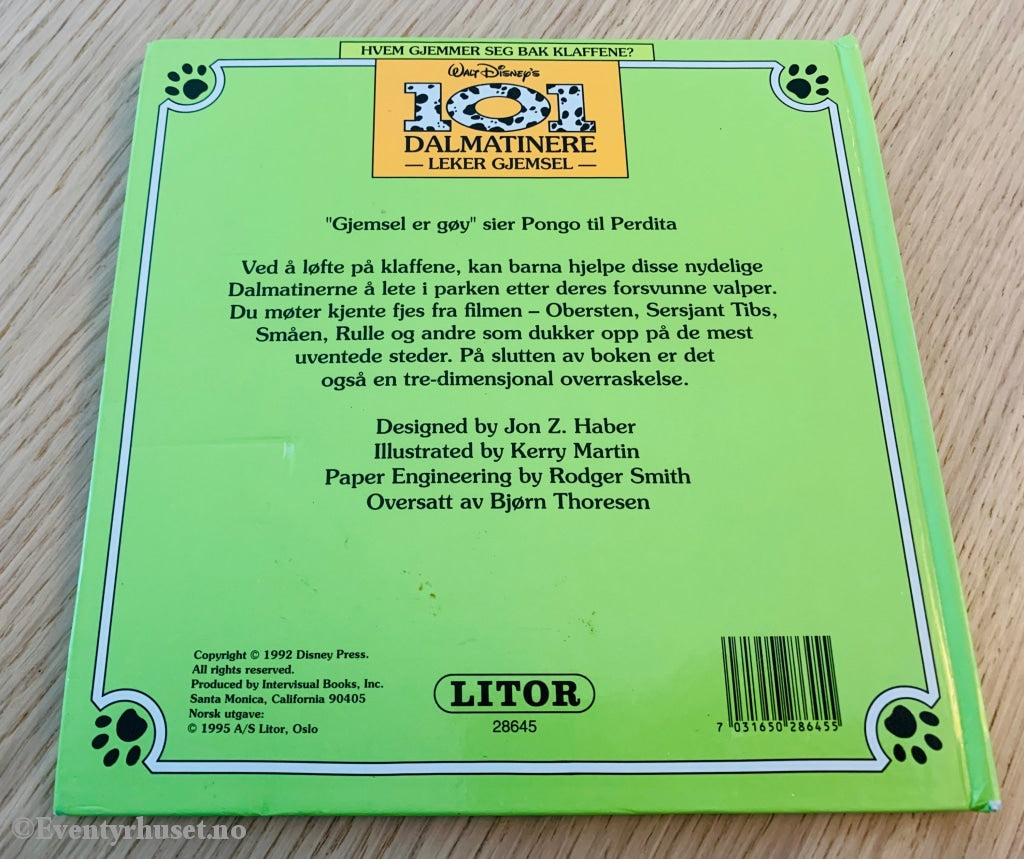 HVEM GJEMMER SEG BAK KLAFFENE?
Walt Disney's
101
DALMATINERE
— LEKER GJEMSEL —
"Gjemsel er gøy" sier Pongo til Perdita
Ved å løfte på klaffene, kan barna hjelpe disse nydelige
Dalmatinerne å lete i parken etter deres forsvunne valper.
Du møter kjente fjes fra filmen – Obersten, Sersjant Tibs,
Småen, Rulle og andre som dukker opp på de mest
uventede steder. På slutten av boken er det
også en tre-dimensjonal overraskelse.
Designed by Jon Z. Haber
Illustrated by Kerry Martin
Paper Engineering by Rodger Smith
Oversatt av Bjørn Thoresen
Copyright © 1992 Disney Press.
All rights reserved.
Produced by Intervisual Books, Inc.
Santa Monica, California 90405
Norsk utgave:
© 1995 A/S Litor, Oslo
LITOR
28645
7 031650 286455
©Eventyrhuset.no